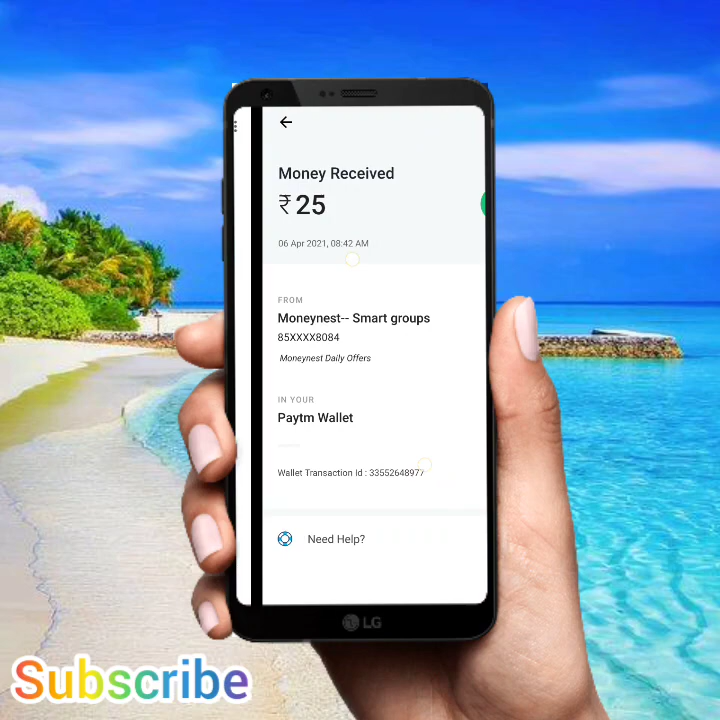 Money Received
₹25
06 Apr 2021, 08:42 AM
FROM
Moneynest-- Smart groups
85XXXX8084
Moneynest Daily Offers
IN YOUR
Paytm Wallet
Wallet Transaction Id : 33552648977
Need Help?
LG
Subscribe